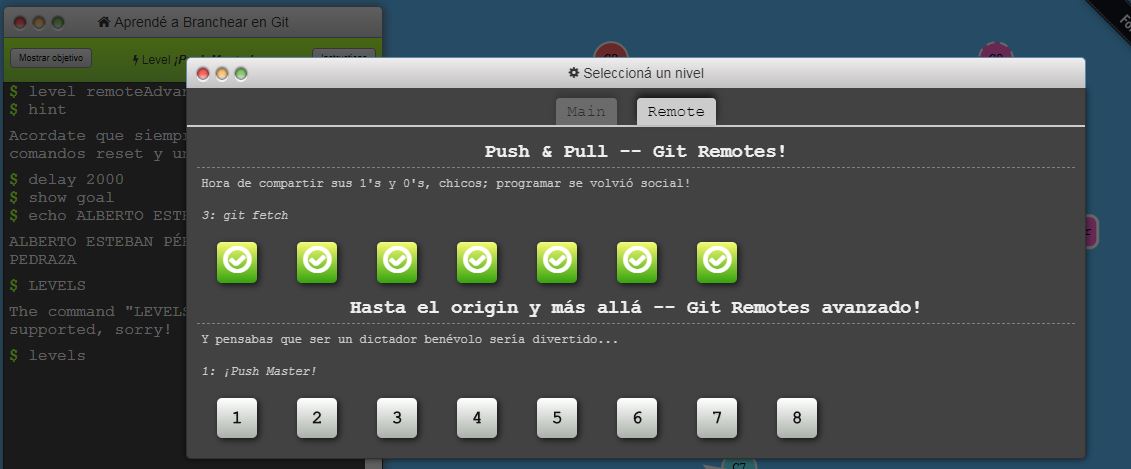 Aprendé a Branchear en Git
Mostrar objetivo
Level
Seleccioná un nivel
Main
Remote
$ level remoteAdvan
$ hint
Acordate que siempr
comandos reset y un
$ delay 2000
$ show goal
$ echo ALBERTO ESTE
ALBERTO ESTEBAN PÉR
PEDRAZA
$ LEVELS
The command "LEVELS
supported, sorry!
$ levels
Push & Pull -- Git Remotes!
Hora de compartir sus 1's y 0's, chicos; programar se volvió social!
3: git fetch
Hasta el origin y más allá -- Git Remotes avanzado!
Y pensabas que ser un dictador benévolo sería divertido...
1: ¡Push Master!
1 2 3 4 5 6 7 8
C7